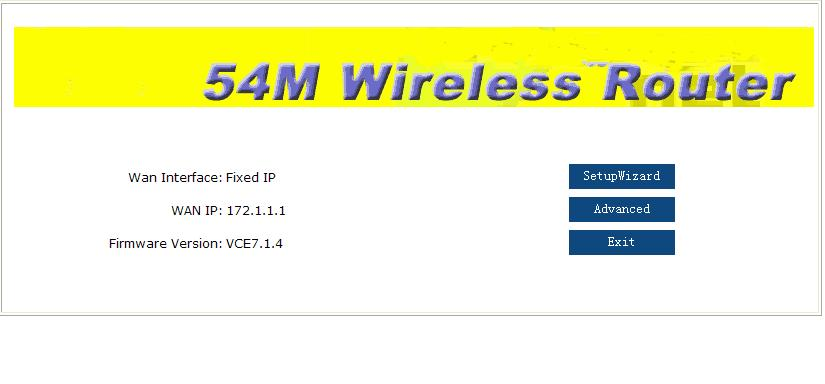 54M Wireless Router
Wan Interface: Fixed IP
SetupWizard
WAN IP: 172.1.1.1
Advanced
Firmware Version: VCE7.1.4
Exit